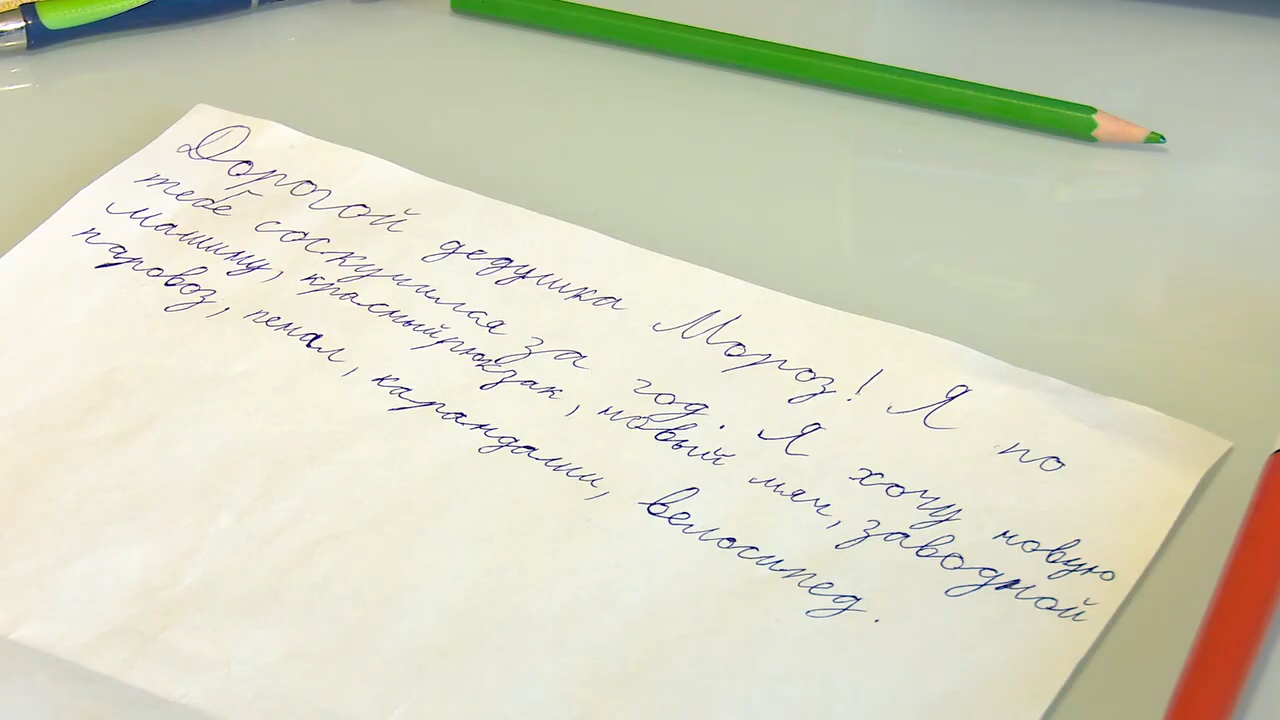 Дорогой дедушка Мороз! Я по
тебе соскучилася за год. Я хочу новую
машину, красный рюкзак, новый мяч, заводной
паровоз, пенал, карандаши, велосипед.